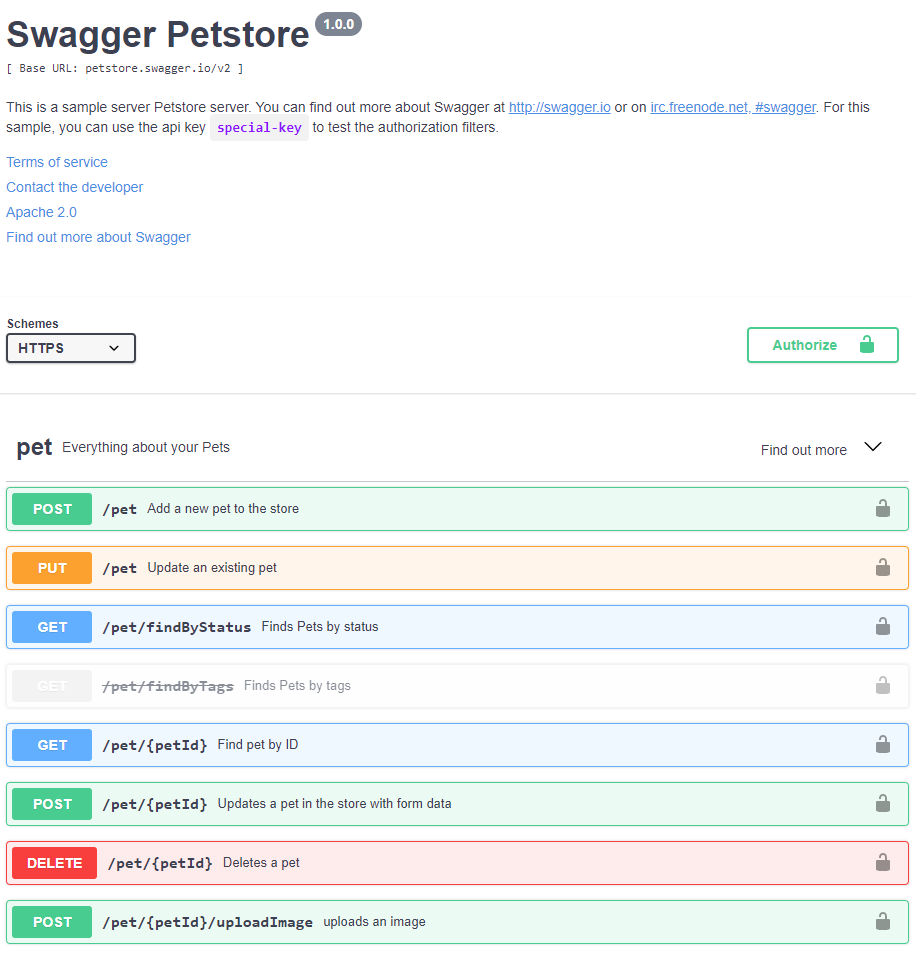 Swagger Petstore 1.0.0
[ Base URL: petstore.swagger.io/v2 ]
This is a sample server Petstore server. You can find out more about Swagger at http://swagger.io or on irc.freenode.net, #swagger. For this
sample, you can use the api key special-key to test the authorization filters.
Terms of service
Contact the developer
Apache 2.0
Find out more about Swagger
Schemes
HTTPS
Authorize
pet Everything about your Pets Find out more
POST /pet Add a new pet to the store
PUT /pet Update an existing pet
GET /pet/findByStatus Finds Pets by status
GET /pet/findByTags Finds Pets by tags
GET /pet/{petId} Find pet by ID
POST /pet/{petId} Updates a pet in the store with form data
DELETE /pet/{petId} Deletes a pet
POST /pet/{petId}/uploadImage uploads an image